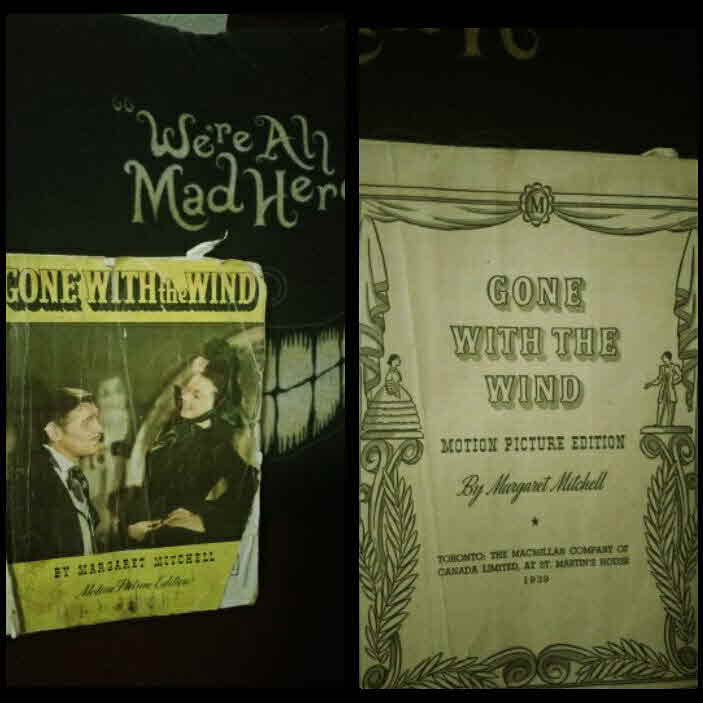 "We're All
Mad Her
GONE WITH the WIND
BY MARGARET MITCHELL
Motion Picture Edition
M
GONE
WITH THE
WIND
MOTION PICTURE EDITION
By Margaret Mitchell
TORONTO: THE MACMILLAN COMPANY OF
CANADA LIMITED, AT ST. MARTIN'S HOUSE
1939